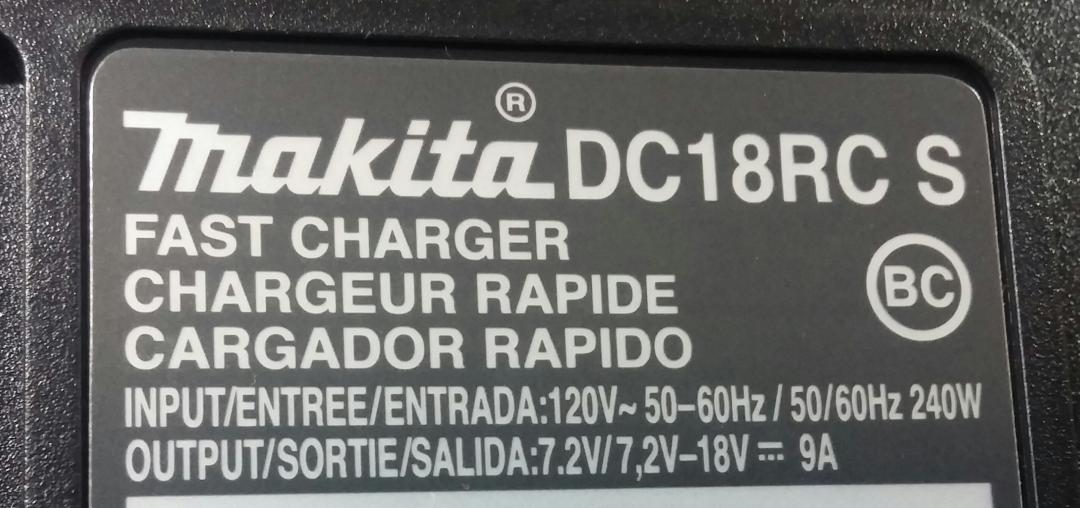 makita® DC18RC S
FAST CHARGER
CHARGEUR RAPIDE
CARGADOR RAPIDO
BC
INPUT/ENTREE/ENTRADA:120V~ 50–60Hz / 50/60Hz 240W
OUTPUT/SORTIE/SALIDA:7.2V/7,2V–18V ⎓ 9A